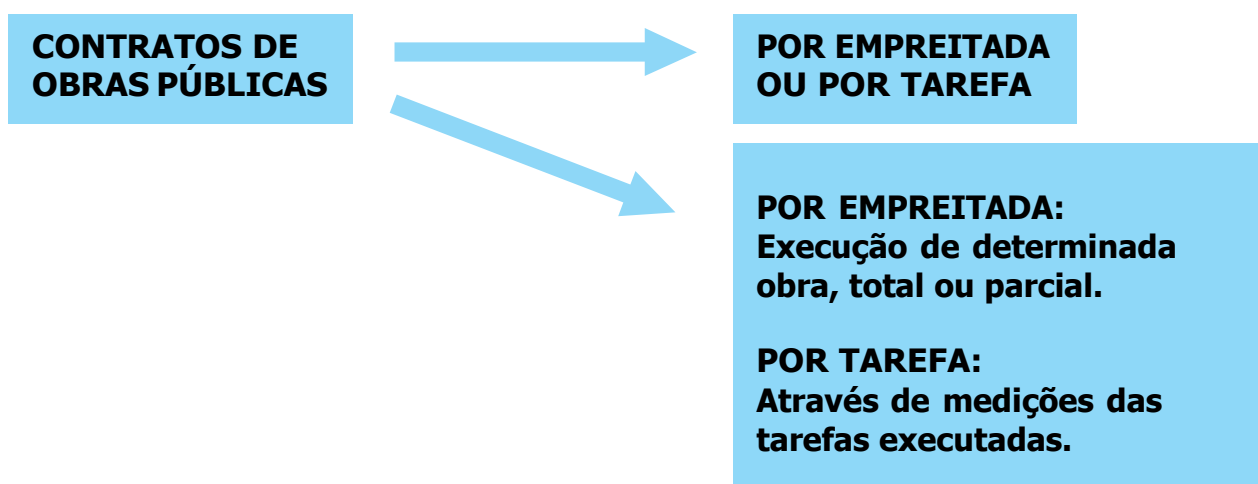 CONTRATOS DE
OBRAS PÚBLICAS
POR EMPREITADA
OU POR TAREFA
POR EMPREITADA:
Execução de determinada
obra, total ou parcial.
POR TAREFA:
Através de medições das
tarefas executadas.